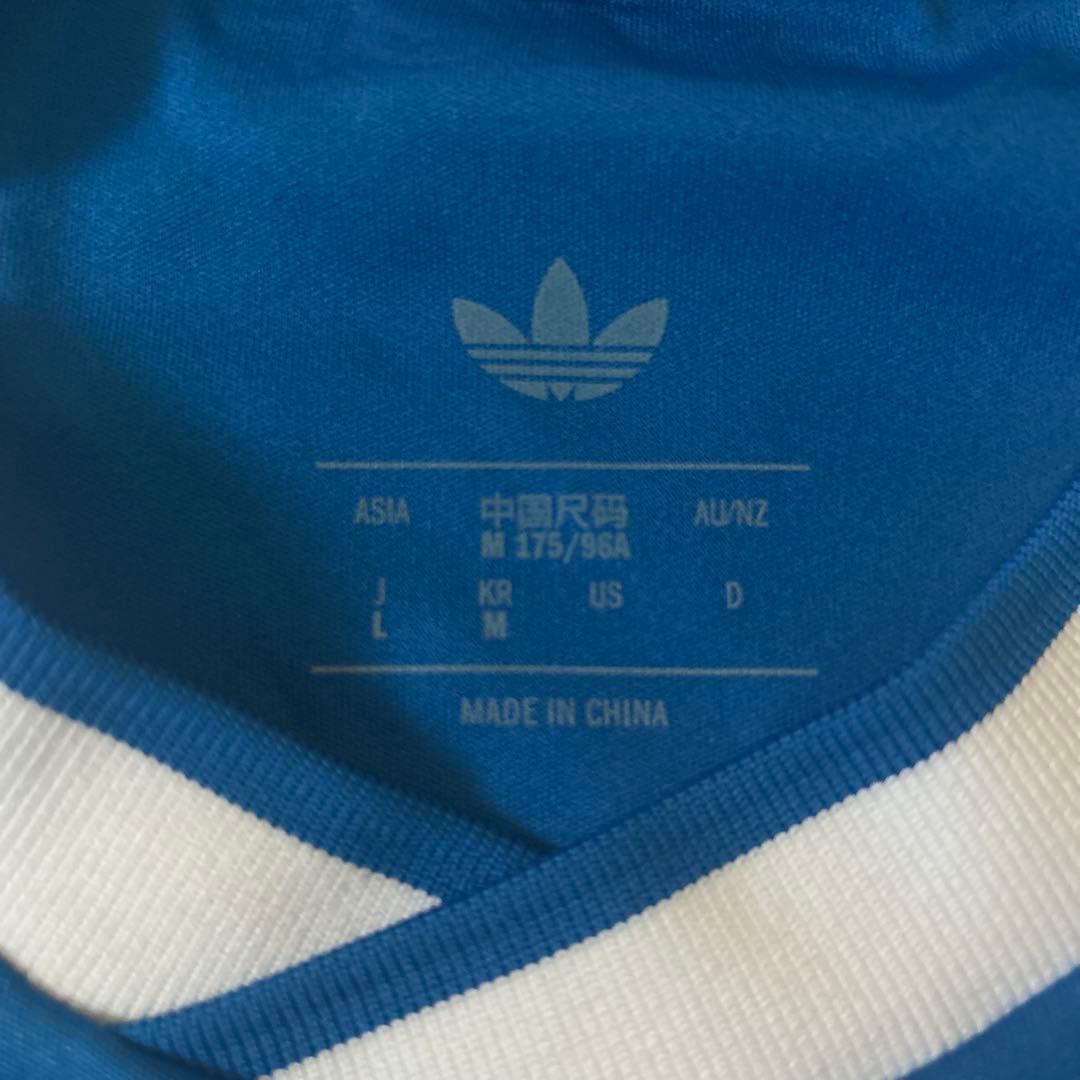 ASIA 中国尺码 AU/NZ
M 175/96A
J KR US D
L M
MADE IN CHINA